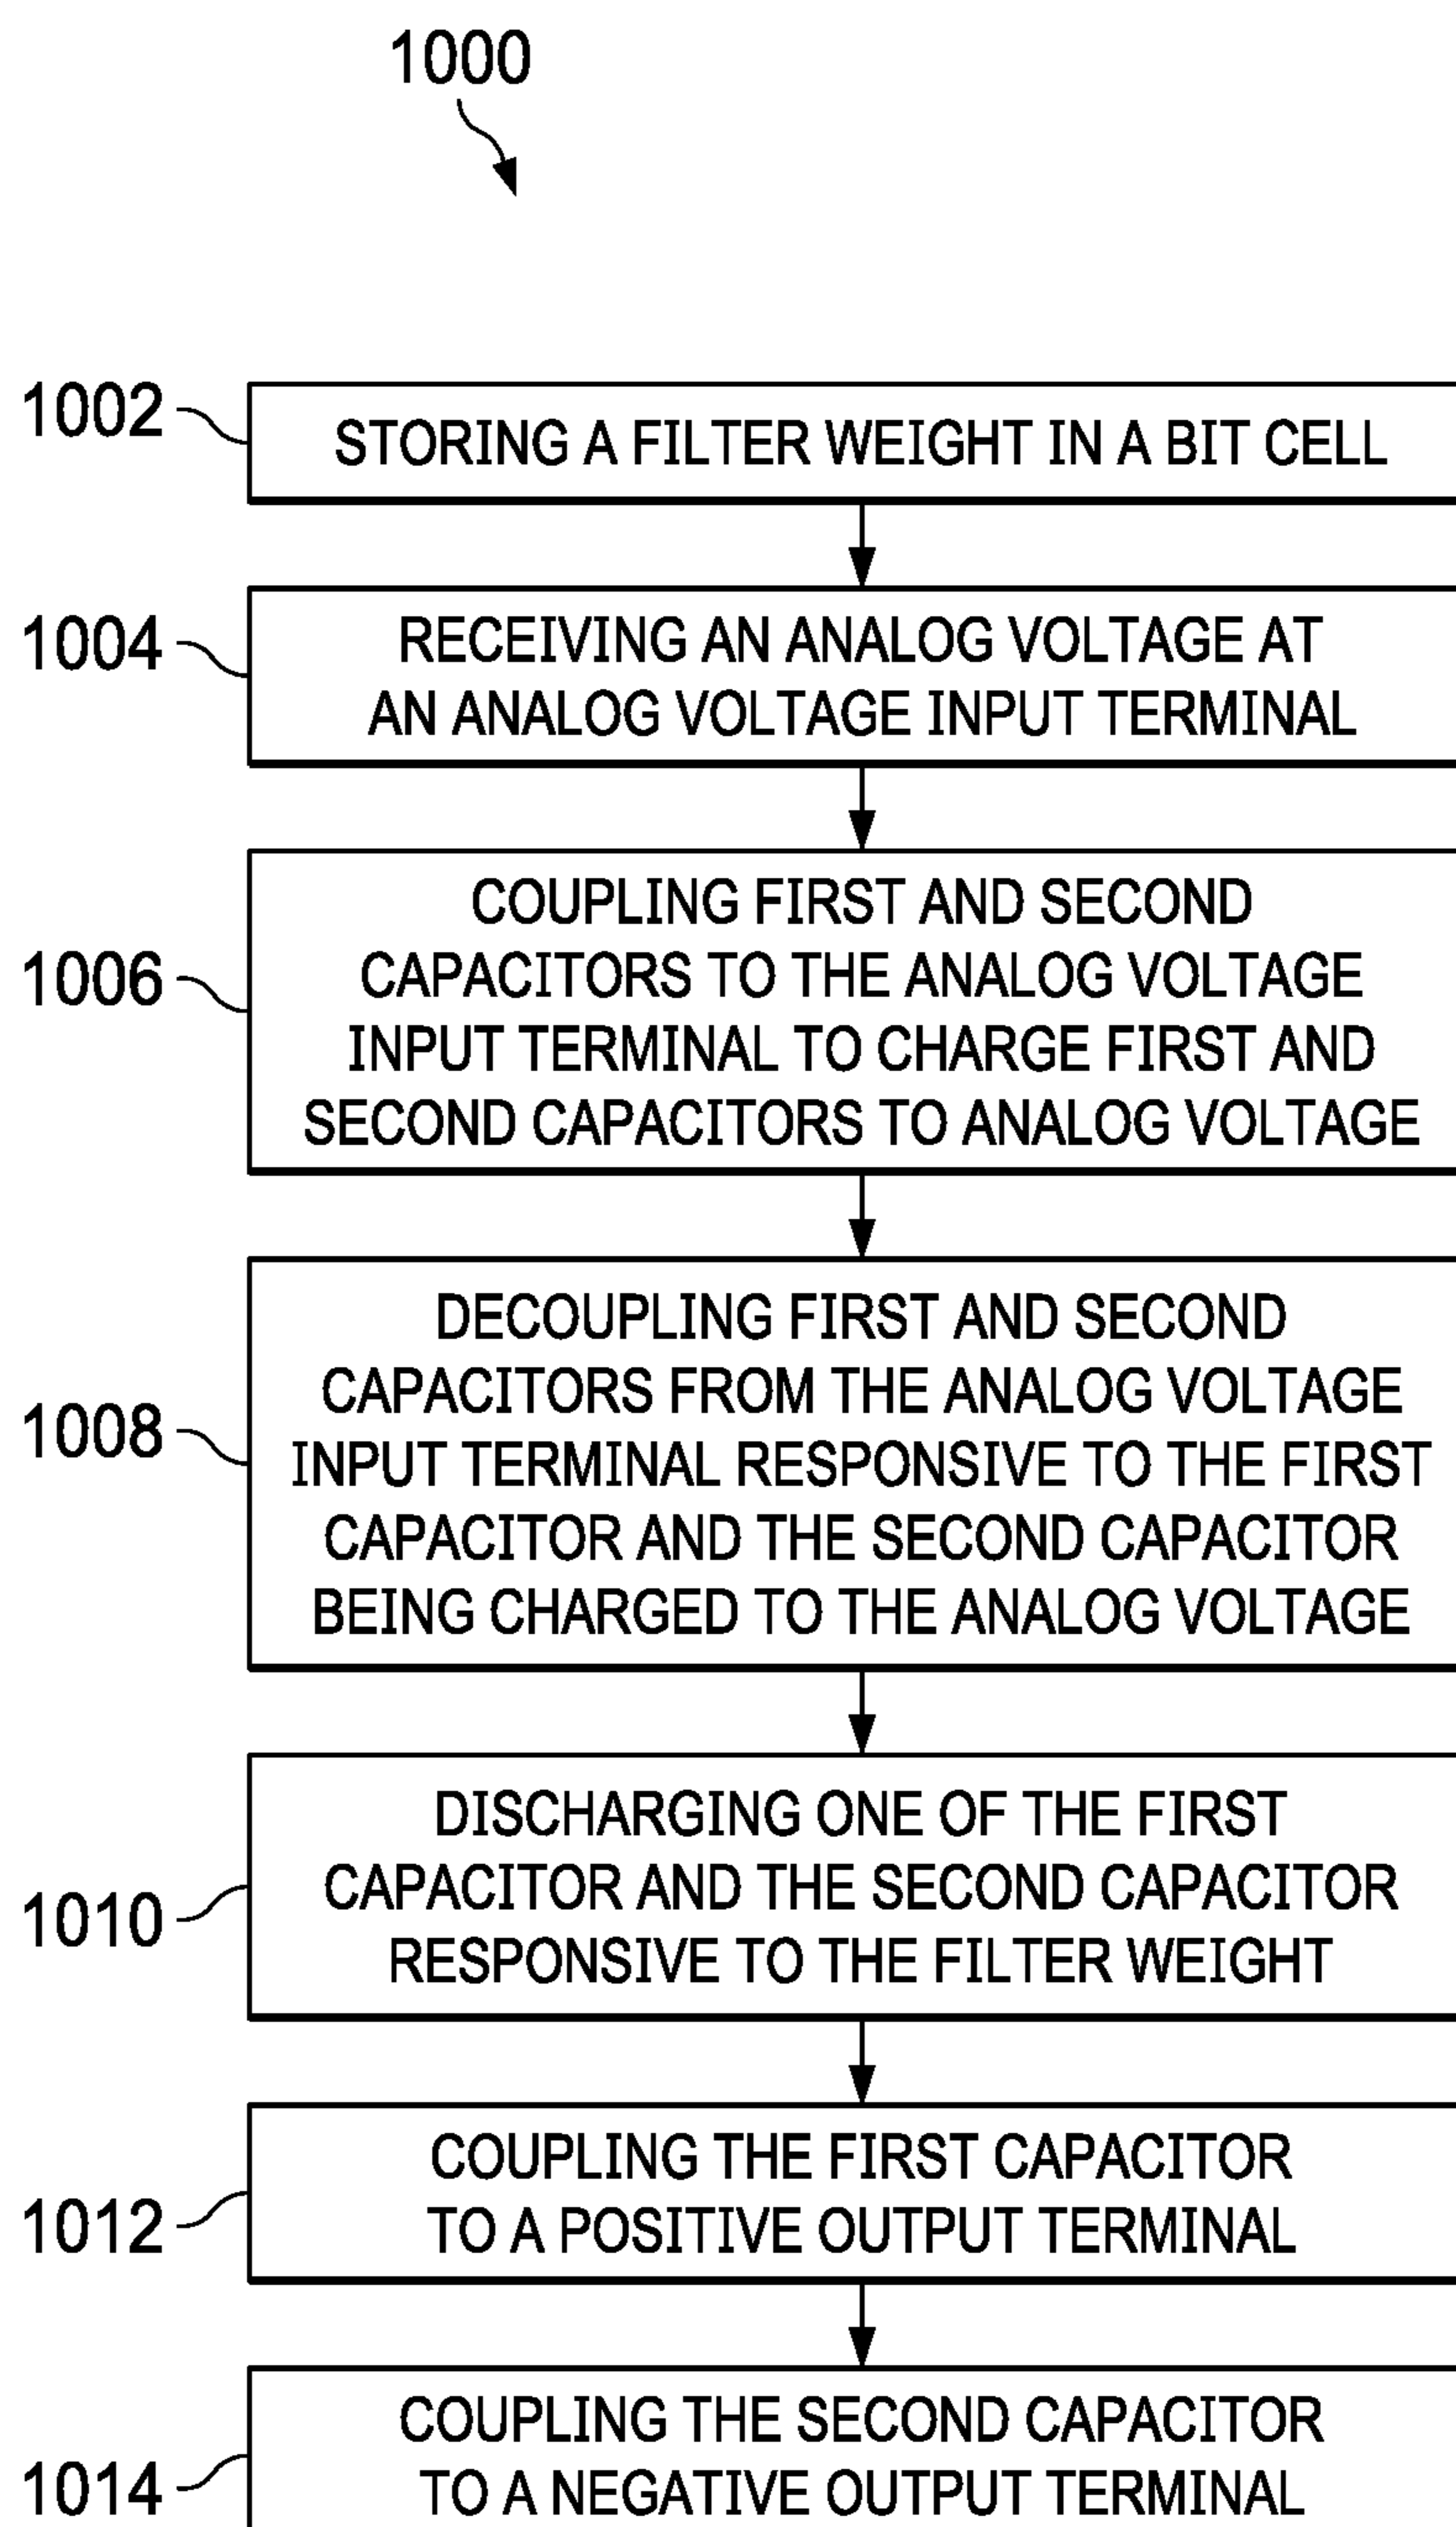 1000
1002
STORING A FILTER WEIGHT IN A BIT CELL
1004
RECEIVING AN ANALOG VOLTAGE AT
AN ANALOG VOLTAGE INPUT TERMINAL
1006
COUPLING FIRST AND SECOND
CAPACITORS TO THE ANALOG VOLTAGE
INPUT TERMINAL TO CHARGE FIRST AND
SECOND CAPACITORS TO ANALOG VOLTAGE
1008
DECOUPLING FIRST AND SECOND
CAPACITORS FROM THE ANALOG VOLTAGE
INPUT TERMINAL RESPONSIVE TO THE FIRST
CAPACITOR AND THE SECOND CAPACITOR
BEING CHARGED TO THE ANALOG VOLTAGE
1010
DISCHARGING ONE OF THE FIRST
CAPACITOR AND THE SECOND CAPACITOR
RESPONSIVE TO THE FILTER WEIGHT
1012
COUPLING THE FIRST CAPACITOR
TO A POSITIVE OUTPUT TERMINAL
1014
COUPLING THE SECOND CAPACITOR
TO A NEGATIVE OUTPUT TERMINAL